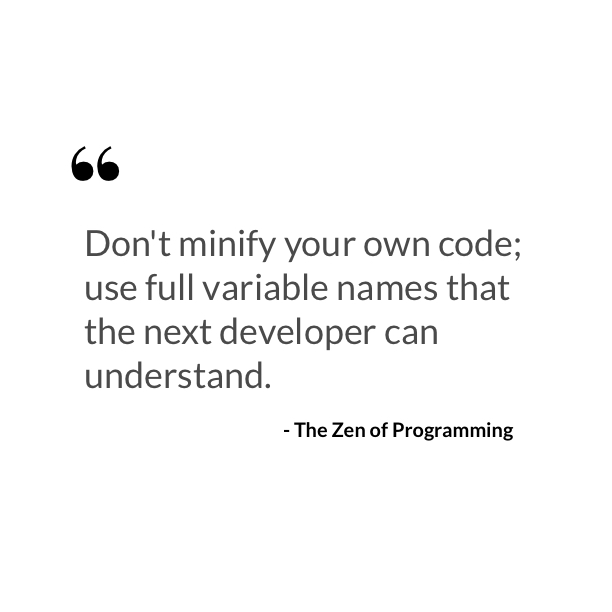 “
Don't minify your own code;
use full variable names that
the next developer can
understand.
- The Zen of Programming